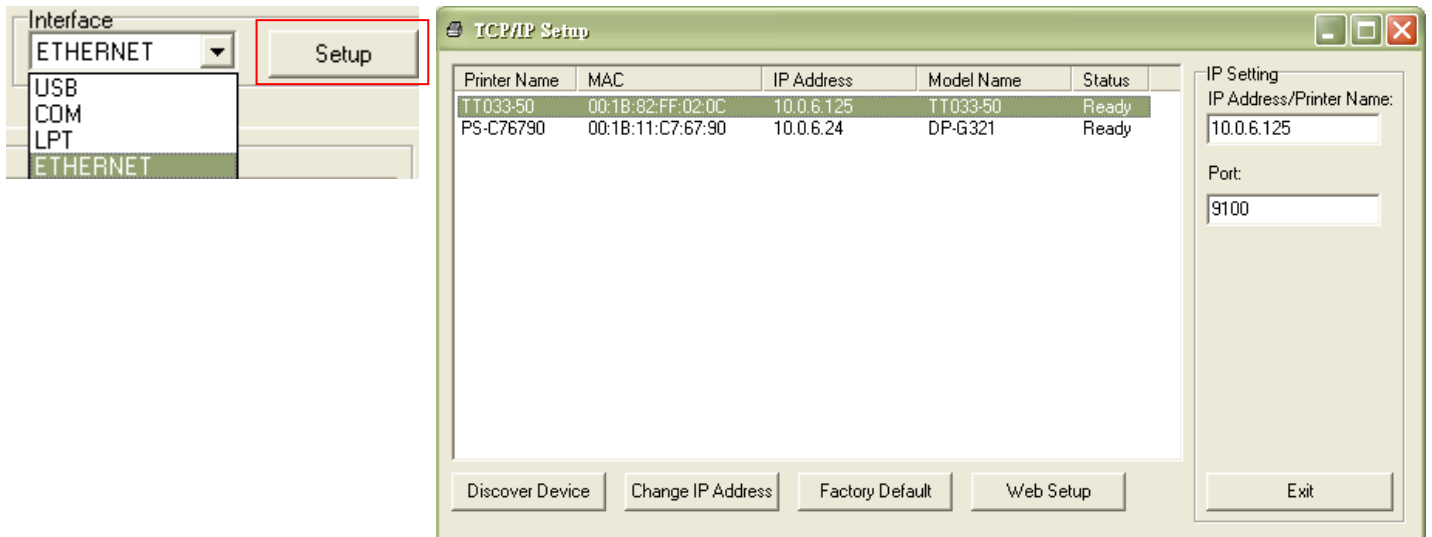 Interface
ETHERNET
Setup
USB
COM
LPT
ETHERNET
TCP/IP Setup
Printer Name MAC IP Address Model Name Status
TT033-50 00:1B:82:FF:02:0C 10.0.6.125 TT033-50 Ready
PS-C76790 00:1B:11:C7:67:90 10.0.6.24 DP-G321 Ready
IP Setting
IP Address/Printer Name:
10.0.6.125
Port:
9100
Discover Device Change IP Address Factory Default Web Setup Exit